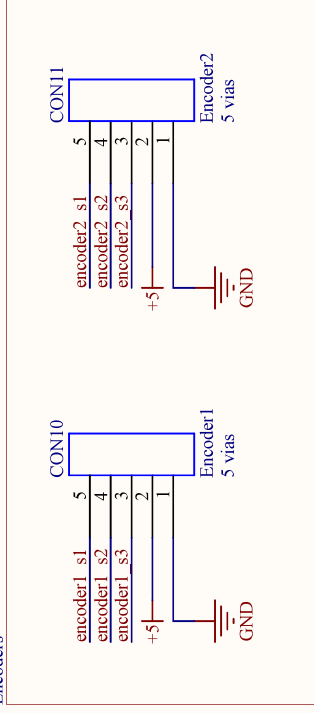 CON11
5
4
3
2
1
encoder2_s1
encoder2_s2
encoder2_s3
+5
GND
Encoder2
5 vias
CON10
5
4
3
2
1
encoder1_s1
encoder1_s2
encoder1_s3
+5
GND
Encoder1
5 vias